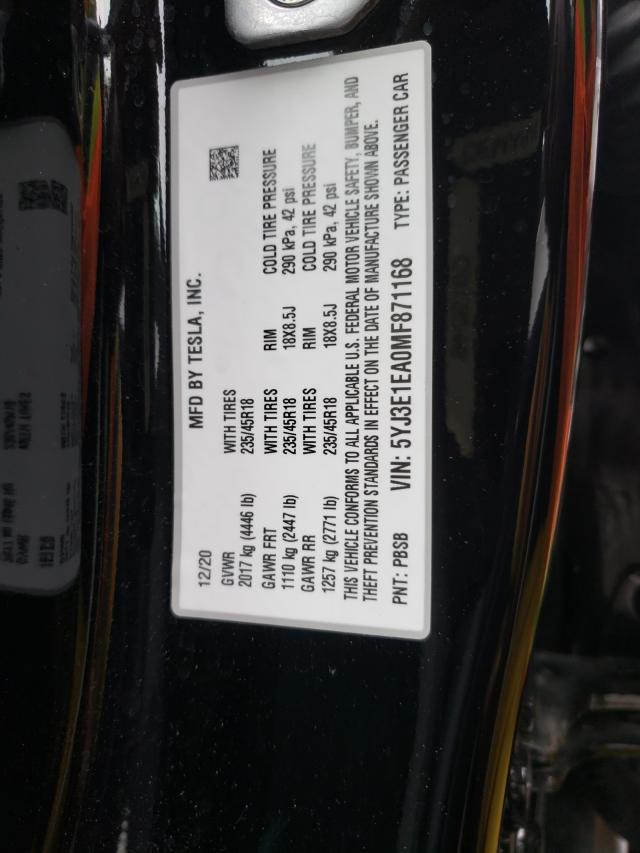 MFD BY TESLA, INC.
12/20
GVWR WITH TIRES
2017 kg (4446 lb) 235/45R18
GAWR FRT WITH TIRES RIM COLD TIRE PRESSURE
1110 kg (2447 lb) 235/45R18 18X8.5J 290 kPa, 42 psi
GAWR RR WITH TIRES RIM COLD TIRE PRESSURE
1257 kg (2771 lb) 235/45R18 18X8.5J 290 kPa, 42 psi
THIS VEHICLE CONFORMS TO ALL APPLICABLE U.S. FEDERAL MOTOR VEHICLE SAFETY, BUMPER, AND
THEFT PREVENTION STANDARDS IN EFFECT ON THE DATE OF MANUFACTURE SHOWN ABOVE.
PNT: PBSB VIN: 5YJ3E1EA0MF871168 TYPE: PASSENGER CAR